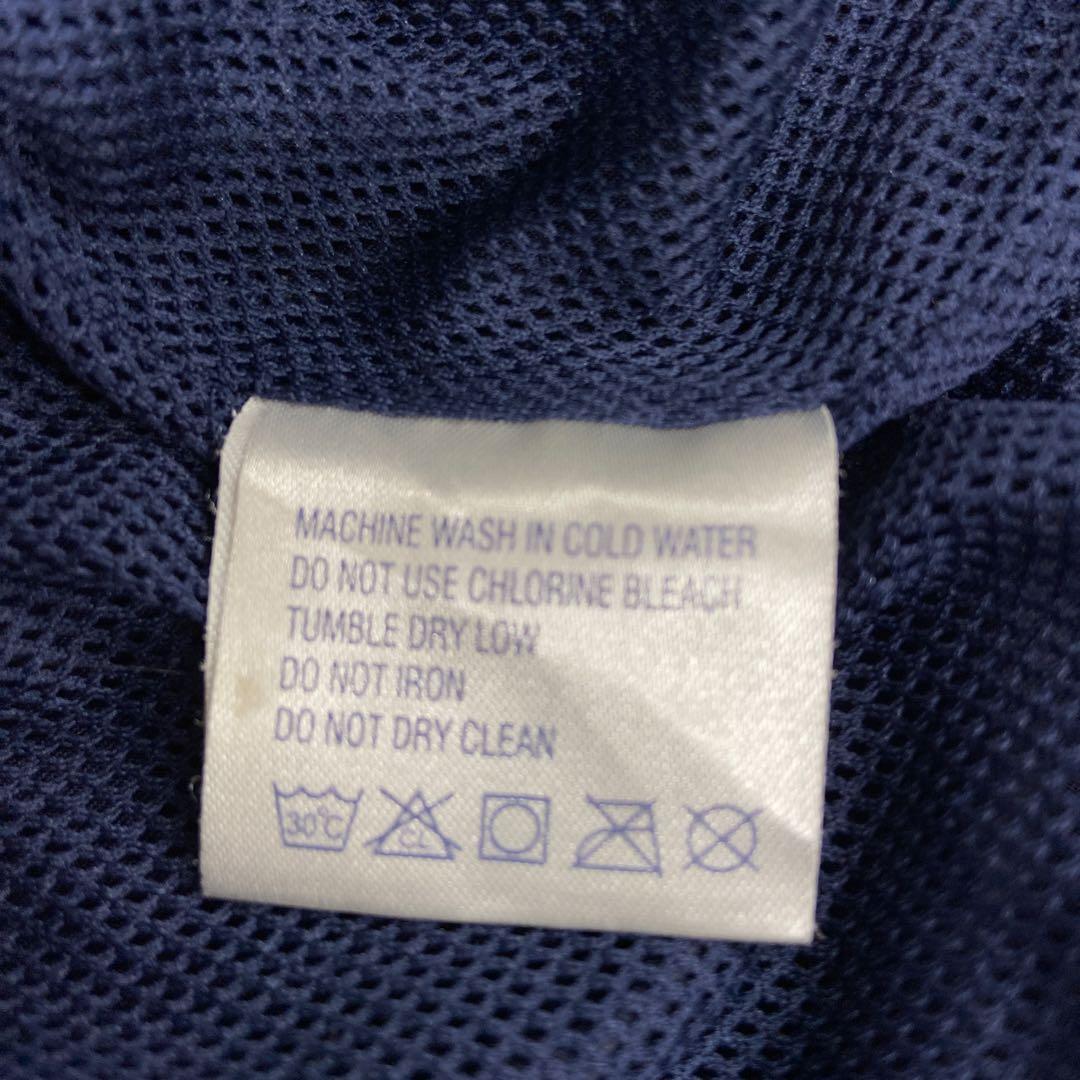 MACHINE WASH IN COLD WATER
DO NOT USE CHLORINE BLEACH
TUMBLE DRY LOW
DO NOT IRON
DO NOT DRY CLEAN
30°C CL